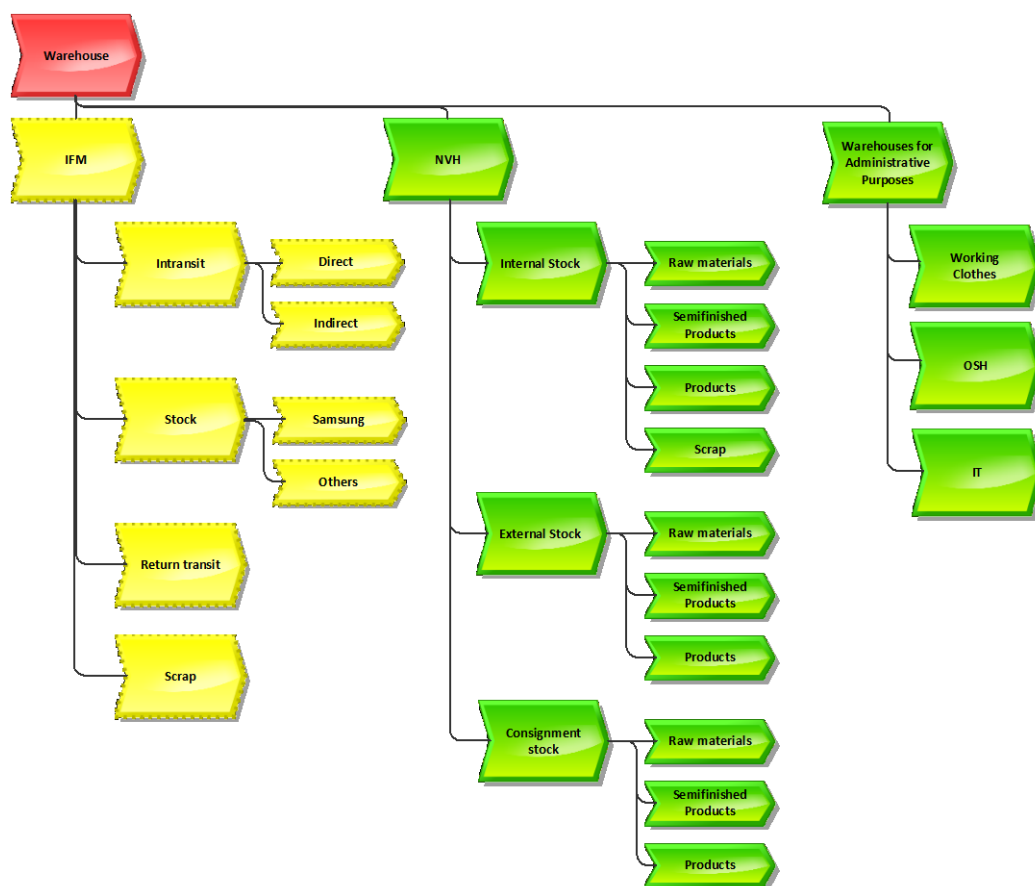 Warehouse
IFM
NVH
Warehouses for
Administrative
Purposes
Intransit
Direct
Indirect
Stock
Samsung
Others
Return transit
Scrap
Internal Stock
Raw materials
Semifinished
Products
Products
Scrap
External Stock
Raw materials
Semifinished
Products
Products
Consignment
stock
Raw materials
Semifinished
Products
Products
Working
Clothes
OSH
IT